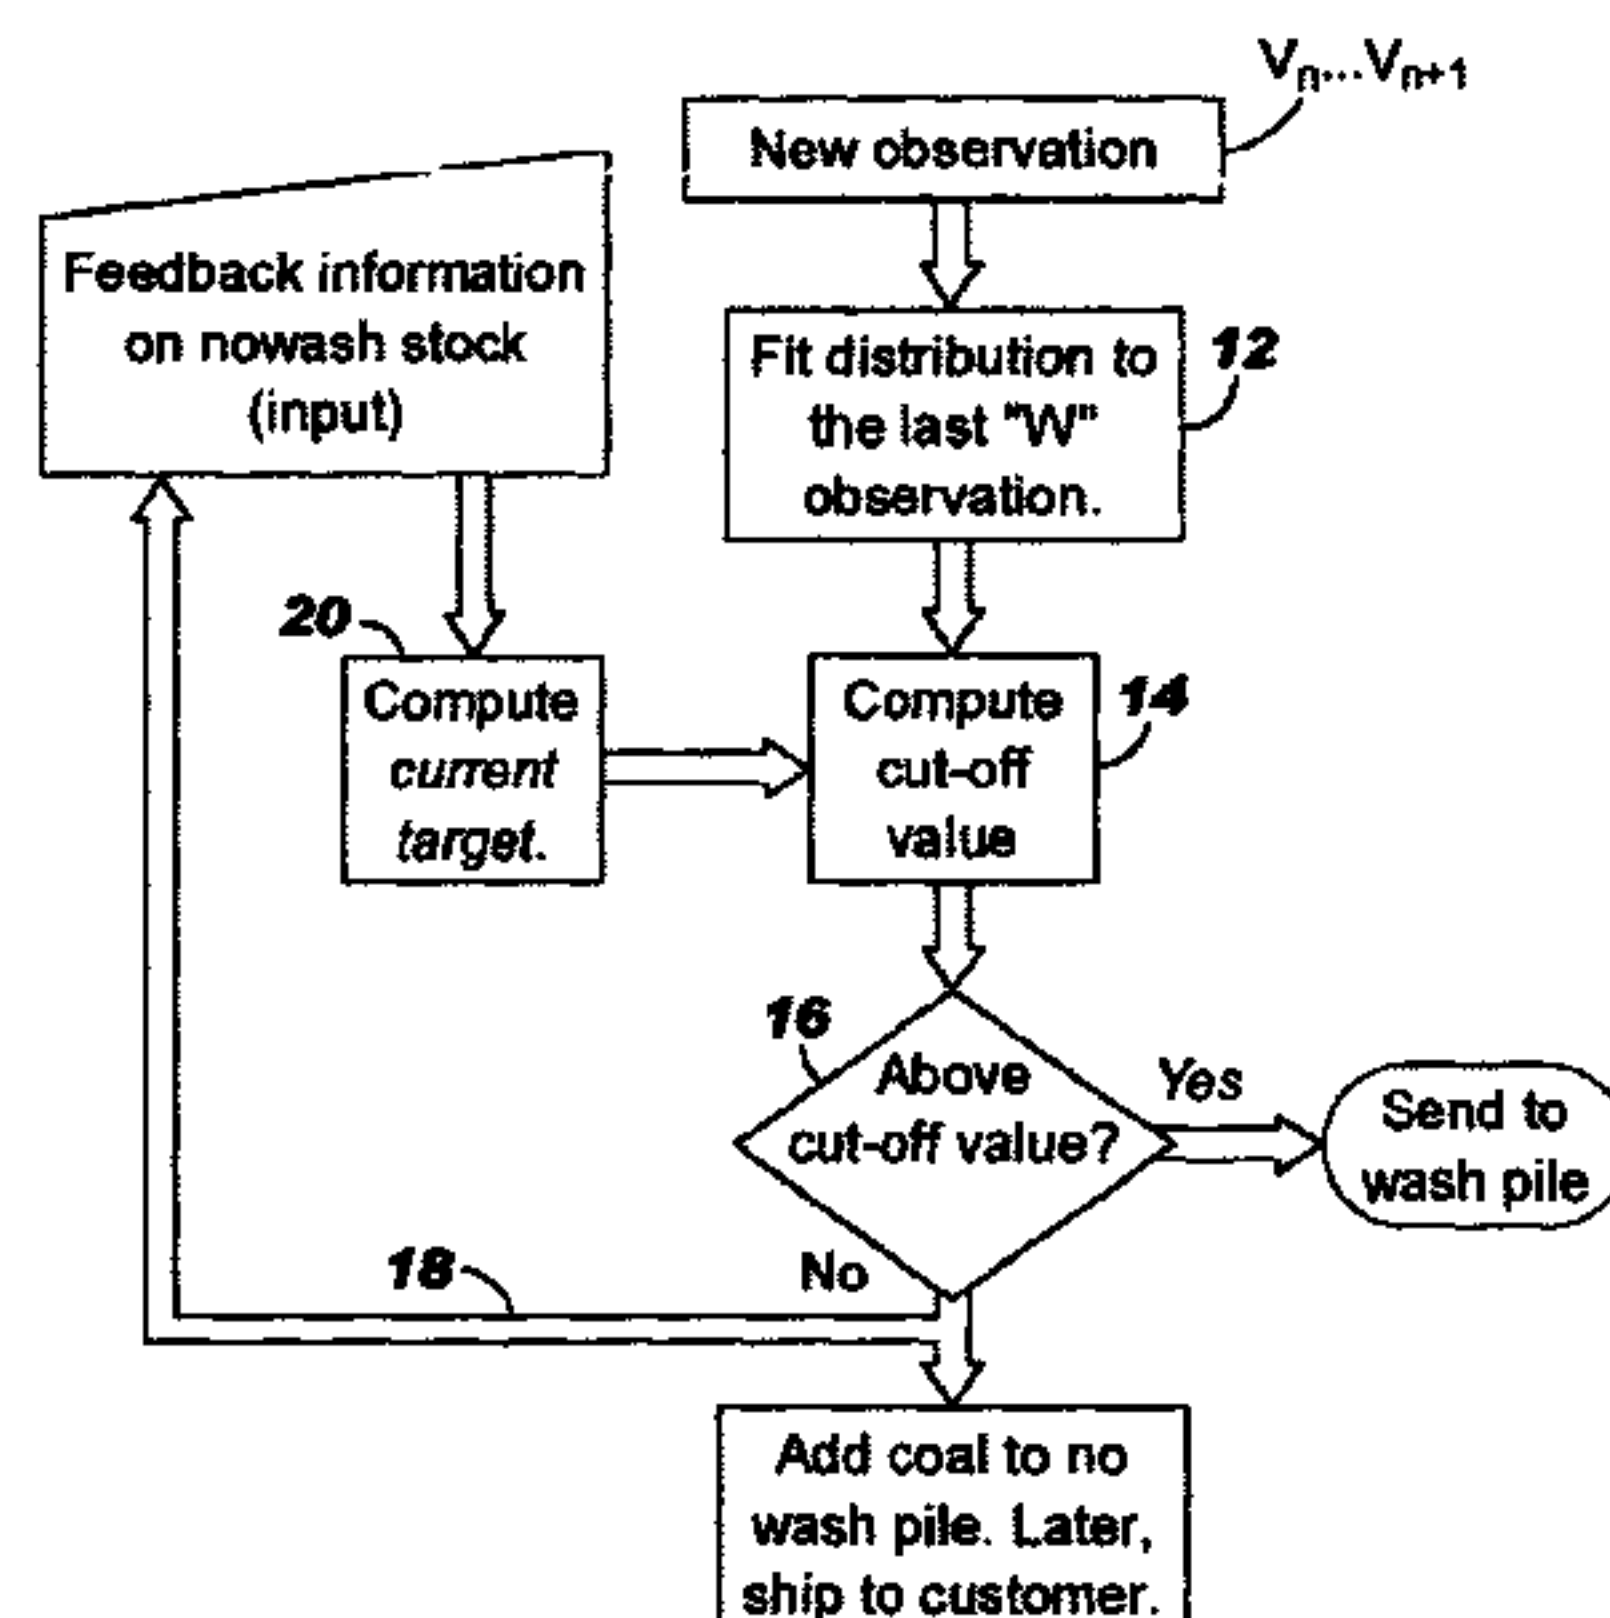 Vn...Vn+1
New observation
Feedback information
on nowash stock
(input)
Fit distribution to
the last "W"
observation.
12
20
Compute
current
target.
Compute
cut-off
value
14
16
Above
cut-off value?
Yes
Send to
wash pile
No
18
Add coal to no
wash pile. Later,
ship to customer.